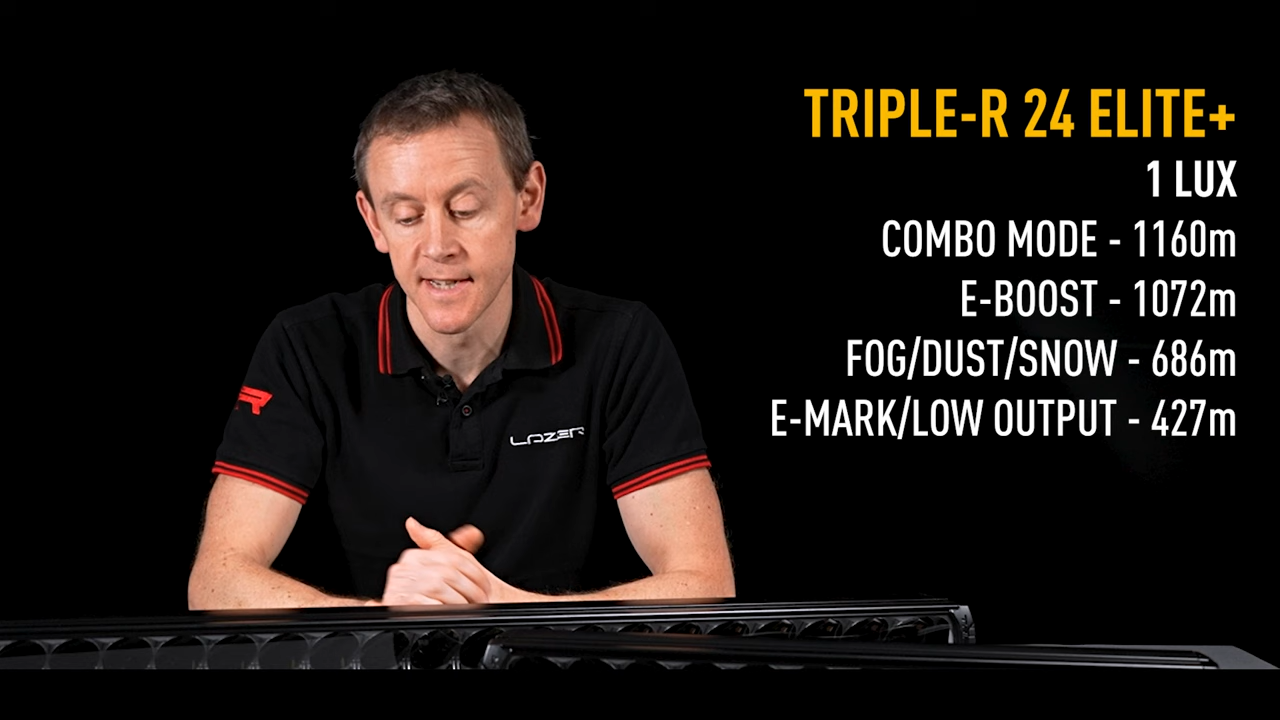 TRIPLE-R 24 ELITE+
1 LUX
COMBO MODE - 1160m
E-BOOST - 1072m
FOG/DUST/SNOW - 686m
E-MARK/LOW OUTPUT - 427m
LAZER